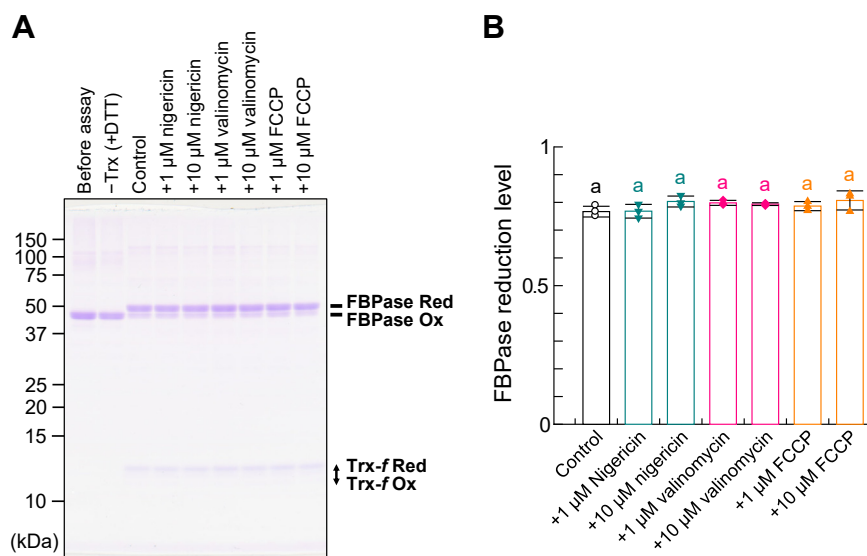 A
Before assay
−Trx (+DTT)
Control
+1 µM nigericin
+10 µM nigericin
+1 µM valinomycin
+10 µM valinomycin
+1 µM FCCP
+10 µM FCCP
150
100
75
50
37
25
20
15
10
(kDa)
FBPase Red
FBPase Ox
Trx-f Red
Trx-f Ox
B
FBPase reduction level
1
0.5
0
a
a
a
a
a
a
a
Control
+1 µM Nigericin
+10 µM nigericin
+1 µM valinomycin
+10 µM valinomycin
+1 µM FCCP
+10 µM FCCP